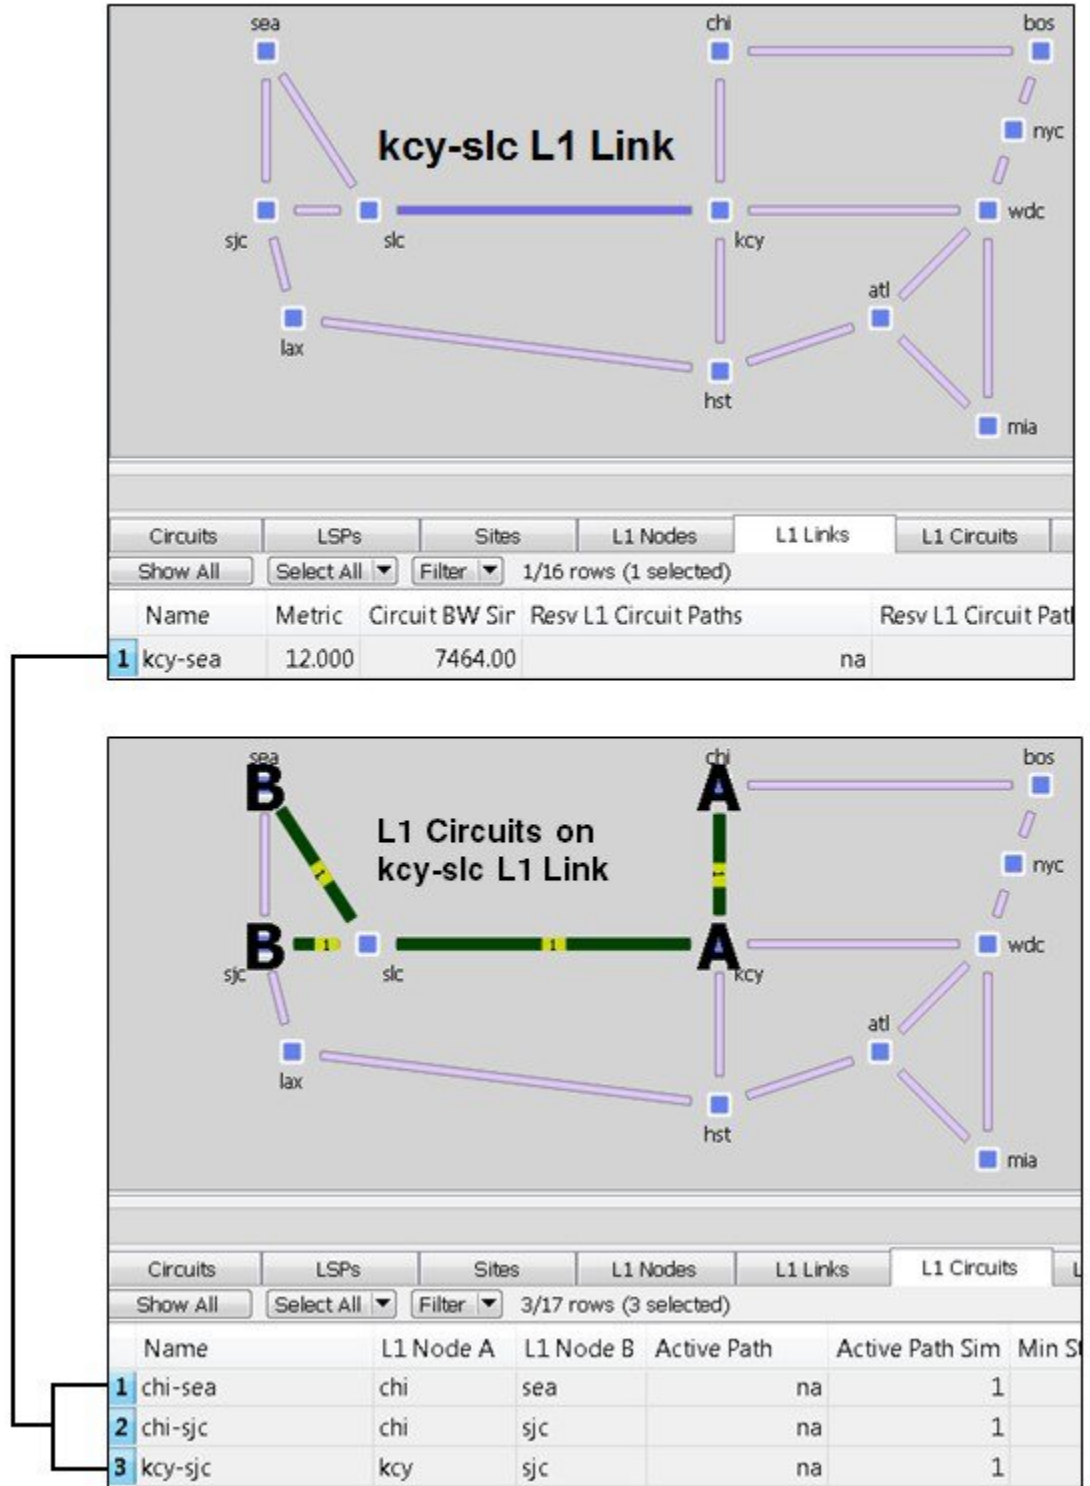 sea
chi
bos
kcy-slc L1 Link
nyc
sjc
slc
kcy
wdc
atl
lax
hst
mia
Circuits LSPs Sites L1 Nodes L1 Links L1 Circuits
Show All Select All Filter 1/16 rows (1 selected)
Name Metric Circuit BW Sir Resv L1 Circuit Paths Resv L1 Circuit Patl
1 kcy-sea 12.000 7464.00 na
sea
chi
bos
B
A
L1 Circuits on
kcy-slc L1 Link
1
1
nyc
B
1
1
A
sjc
slc
kcy
wdc
atl
lax
hst
mia
Circuits LSPs Sites L1 Nodes L1 Links L1 Circuits L
Show All Select All Filter 3/17 rows (3 selected)
Name L1 Node A L1 Node B Active Path Active Path Sim Min St
1 chi-sea chi sea na 1
2 chi-sjc chi sjc na 1
3 kcy-sjc kcy sjc na 1